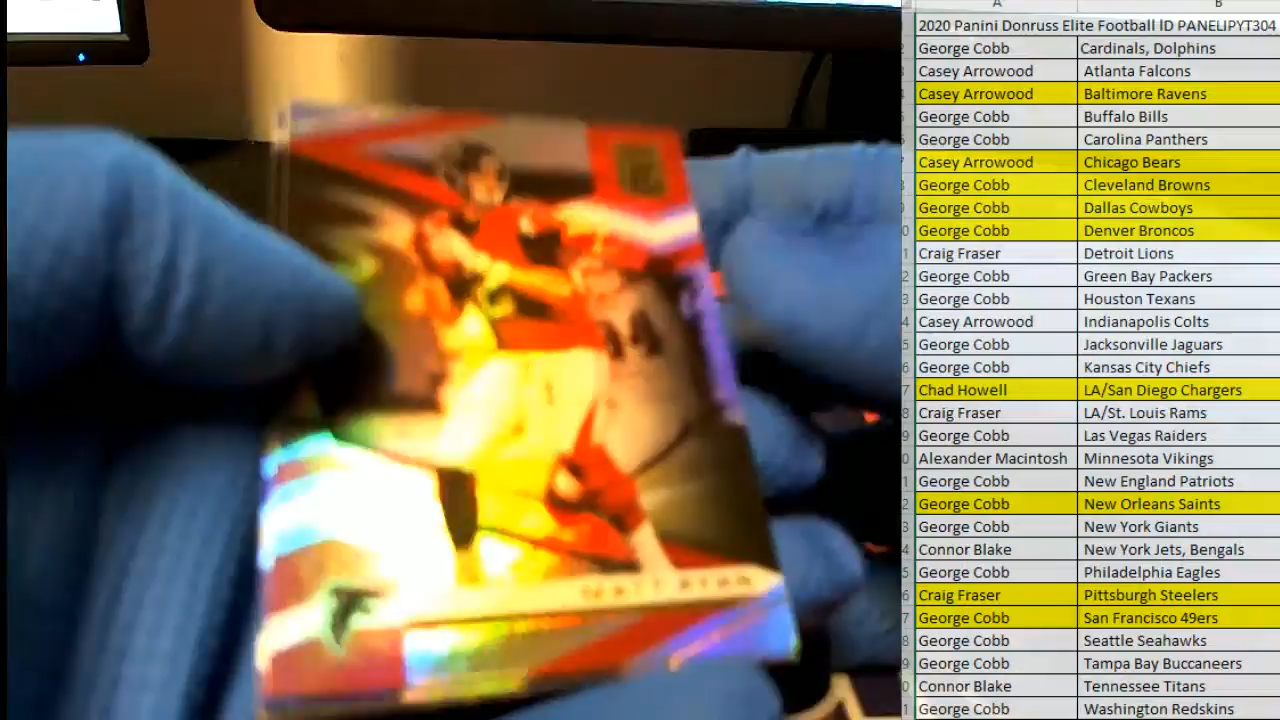 A B
2020 Panini Donruss Elite Football ID PANELIPYT304
George Cobb Cardinals, Dolphins
Casey Arrowood Atlanta Falcons
Casey Arrowood Baltimore Ravens
George Cobb Buffalo Bills
George Cobb Carolina Panthers
Casey Arrowood Chicago Bears
George Cobb Cleveland Browns
George Cobb Dallas Cowboys
George Cobb Denver Broncos
Craig Fraser Detroit Lions
George Cobb Green Bay Packers
George Cobb Houston Texans
Casey Arrowood Indianapolis Colts
George Cobb Jacksonville Jaguars
George Cobb Kansas City Chiefs
Chad Howell LA/San Diego Chargers
Craig Fraser LA/St. Louis Rams
George Cobb Las Vegas Raiders
Alexander Macintosh Minnesota Vikings
George Cobb New England Patriots
George Cobb New Orleans Saints
George Cobb New York Giants
Connor Blake New York Jets, Bengals
George Cobb Philadelphia Eagles
Craig Fraser Pittsburgh Steelers
George Cobb San Francisco 49ers
George Cobb Seattle Seahawks
George Cobb Tampa Bay Buccaneers
Connor Blake Tennessee Titans
George Cobb Washington Redskins
MATT RYAN